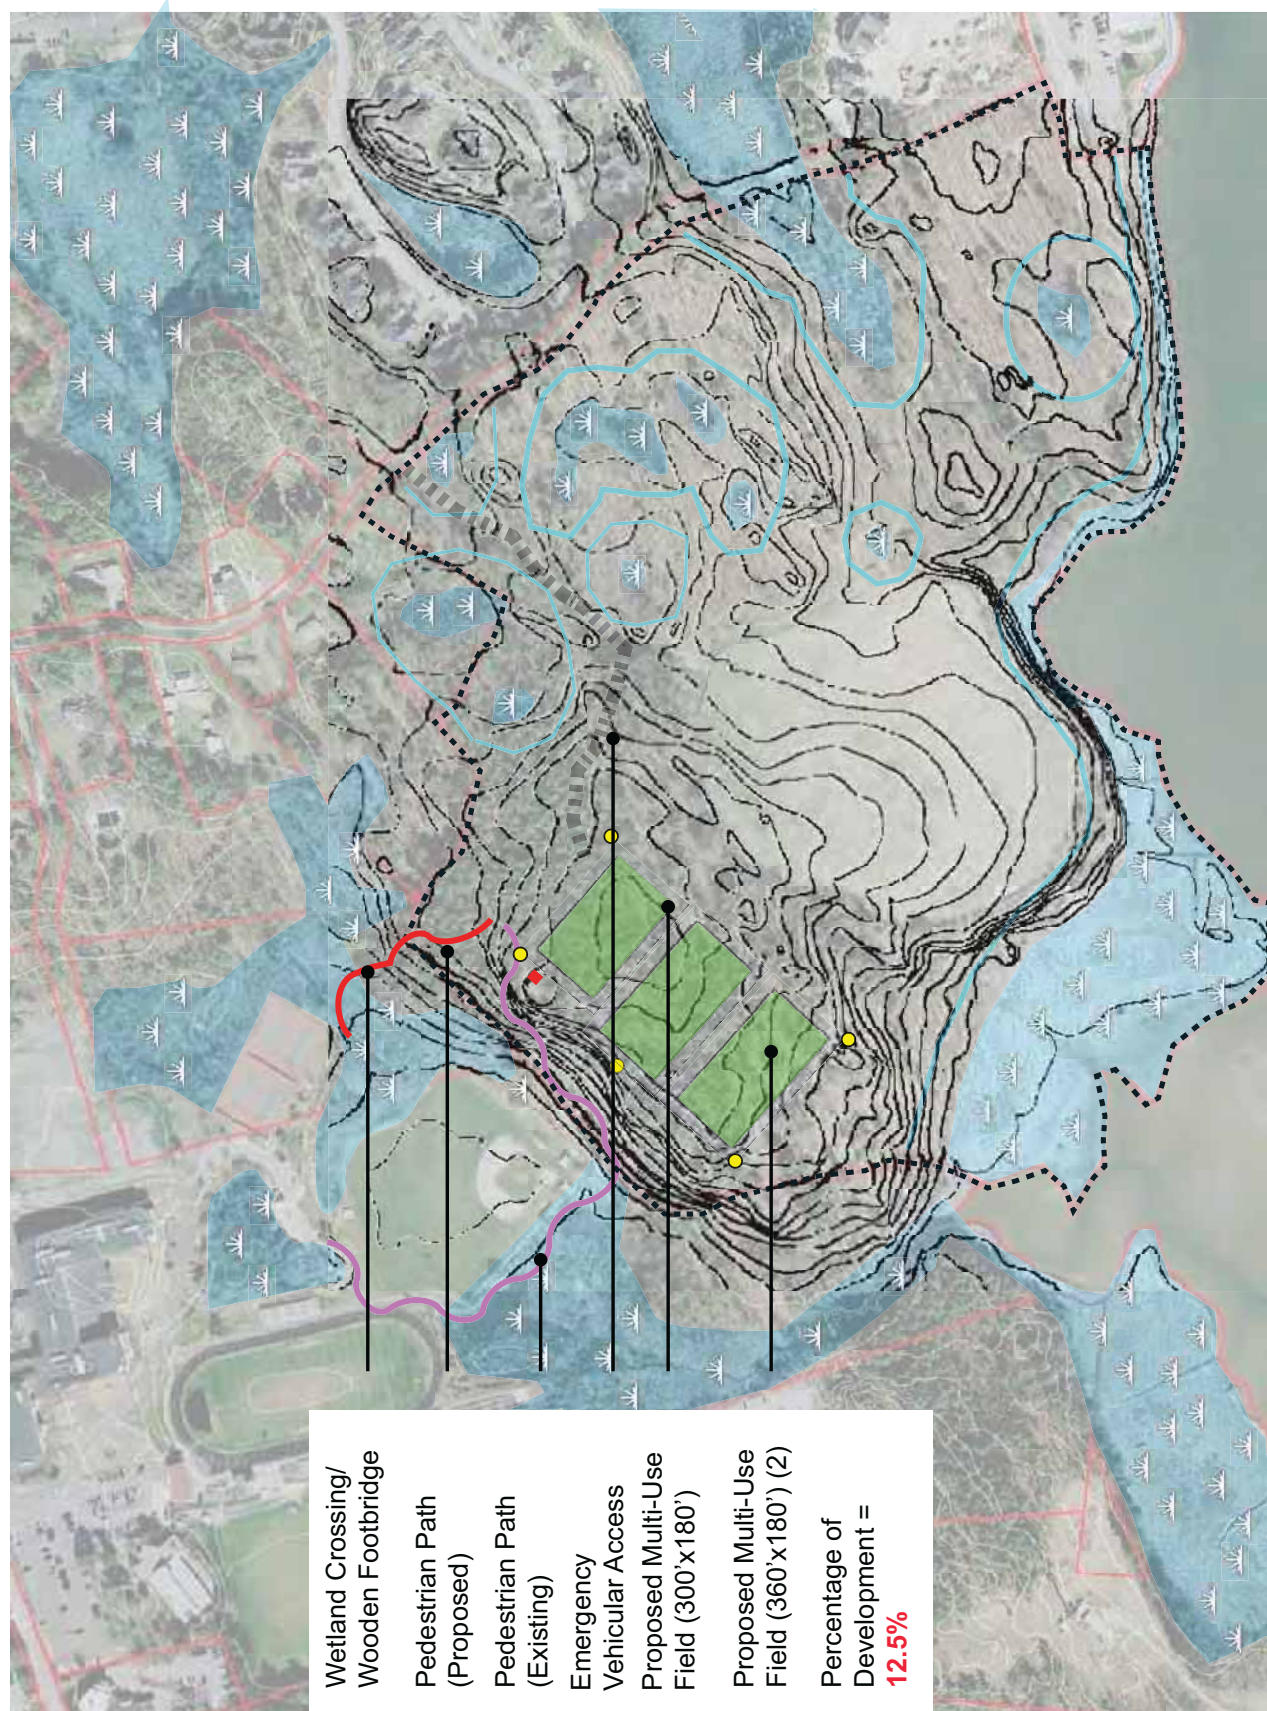 Wetland Crossing/
Wooden Footbridge
Pedestrian Path
(Proposed)
Pedestrian Path
(Existing)
Emergency
Vehicular Access
Proposed Multi-Use
Field (300’x180’)
Proposed Multi-Use
Field (360’x180’) (2)
Percentage of
Development =
12.5%